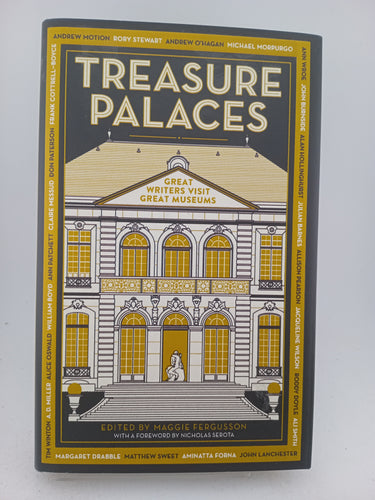 ANDREW MOTION RORY STEWART ANDREW O'HAGAN MICHAEL MORPURGO
ANN WROE JOHN BURNSIDE ALAN HOLLINGHURST JULIAN BARNES ALLISON PEARSON JACQUELINE WILSON RODDY DOYLE ALI SMITH
TREASURE
PALACES
GREAT
WRITERS VISIT
GREAT MUSEUMS
EDITED BY MAGGIE FERGUSSON
WITH A FOREWORD BY NICHOLAS SEROTA
MARGARET DRABBLE MATTHEW SWEET AMINATTA FORNA JOHN LANCHESTER
TIM WINTON A.D. MILLER ALICE OSWALD WILLIAM BOYD ANN PATCHETT CLAIRE MESSUD DON PATERSON FRANK COTTRELL-BOYCE